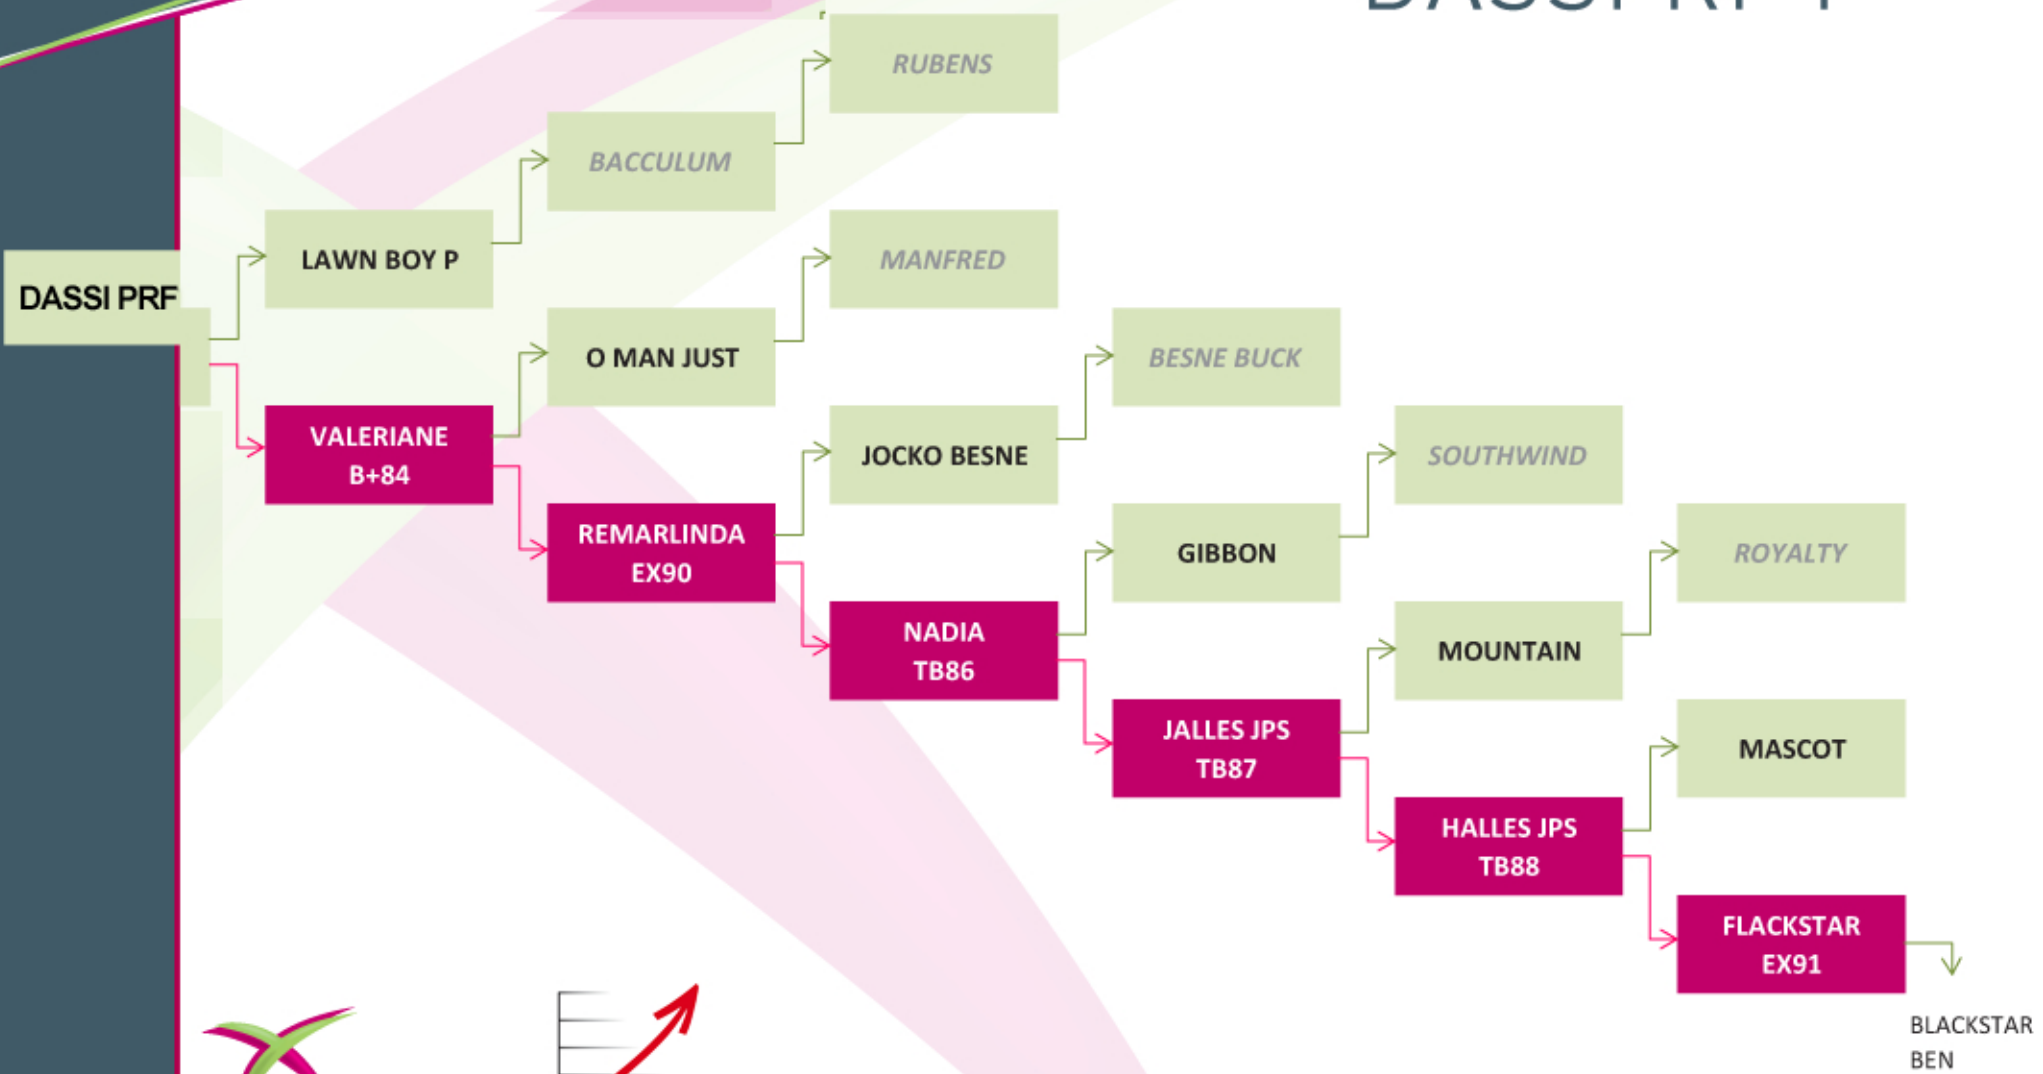 RUBENS
BACCULUM
LAWN BOY P
MANFRED
DASSI PRF
O MAN JUST
BESNE BUCK
VALERIANE
B+84
JOCKO BESNE
SOUTHWIND
REMARLINDA
EX90
GIBBON
ROYALTY
NADIA
TB86
MOUNTAIN
JALLES JPS
TB87
MASCOT
HALLES JPS
TB88
FLACKSTAR
EX91
BLACKSTAR
BEN